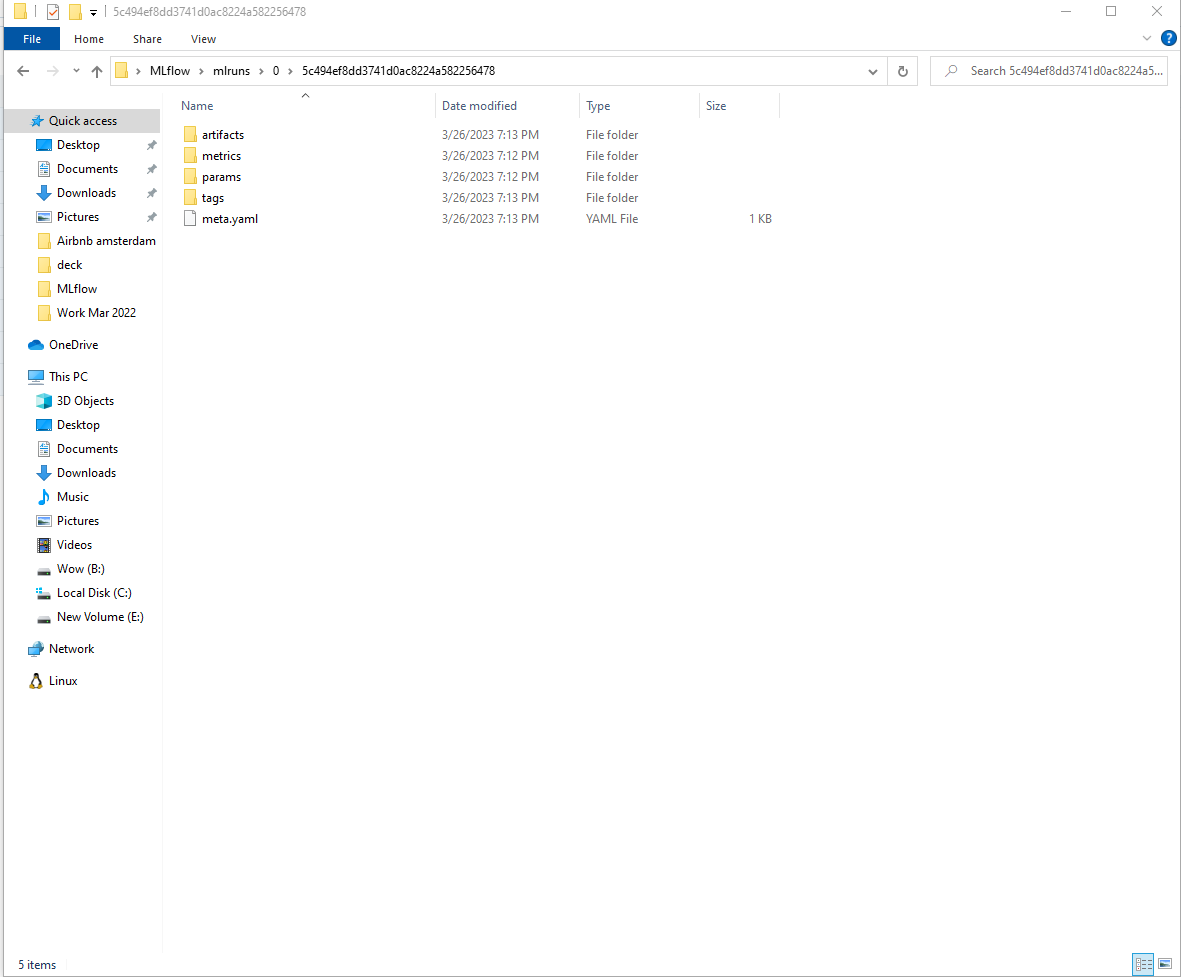 5c494ef8dd3741d0ac8224a582256478
File Home Share View
MLflow mlruns 0 5c494ef8dd3741d0ac8224a582256478
Search 5c494ef8dd3741d0ac8224a5...
Name Date modified Type Size
artifacts 3/26/2023 7:13 PM File folder
metrics 3/26/2023 7:12 PM File folder
params 3/26/2023 7:12 PM File folder
tags 3/26/2023 7:13 PM File folder
meta.yaml 3/26/2023 7:13 PM YAML File 1 KB
Quick access
Desktop
Documents
Downloads
Pictures
Airbnb amsterdam
deck
MLflow
Work Mar 2022
OneDrive
This PC
3D Objects
Desktop
Documents
Downloads
Music
Pictures
Videos
Wow (B:)
Local Disk (C:)
New Volume (E:)
Network
Linux
5 items